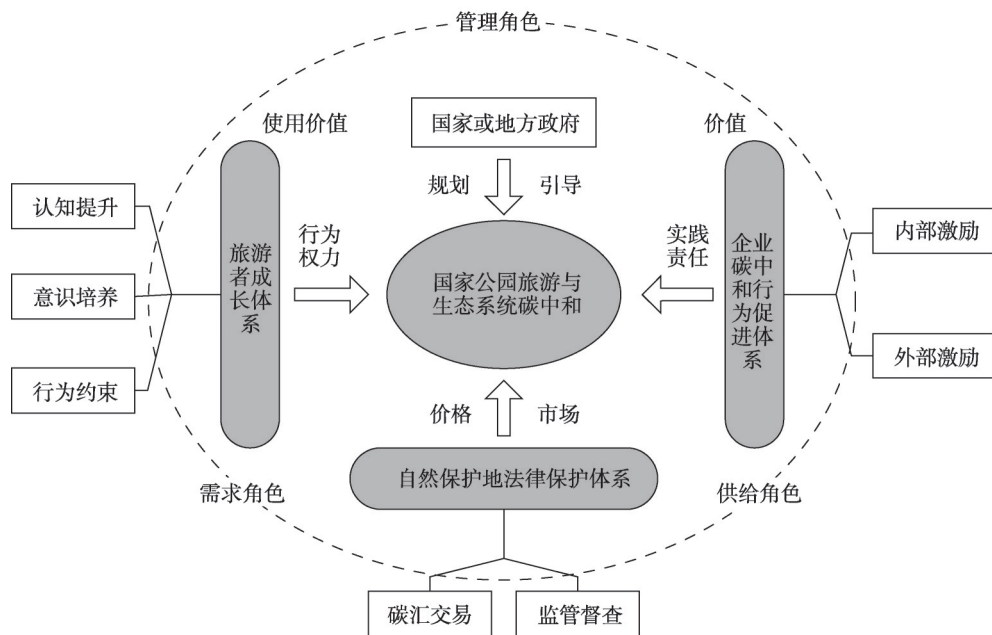 管理角色
国家或地方政府
使用价值
价值
规划 引导
认知提升
意识培养
行为约束
旅游
者成
长体
系
行为
权力
国家公园旅游与
生态系统碳中和
实践
责任
企业
碳中
和行
为促
进体
系
内部激励
外部激励
价格 市场
自然保护地法律保护体系
需求角色
供给角色
碳汇交易
监管督查